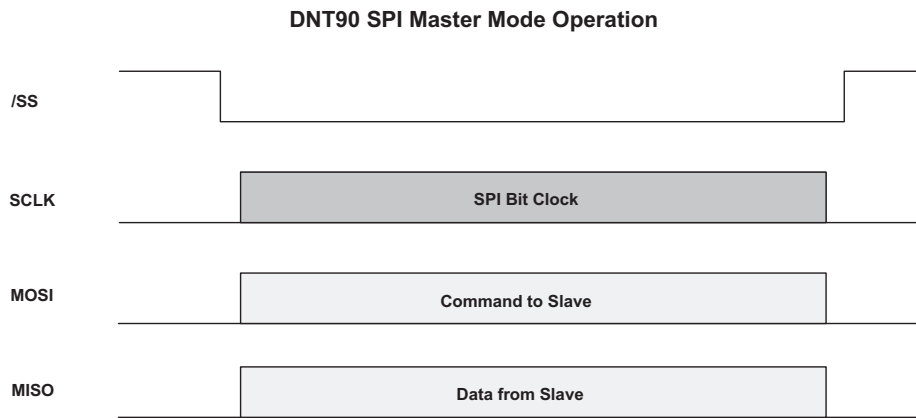 DNT90 SPI Master Mode Operation
/SS
SCLK
SPI Bit Clock
MOSI
Command to Slave
MISO
Data from Slave